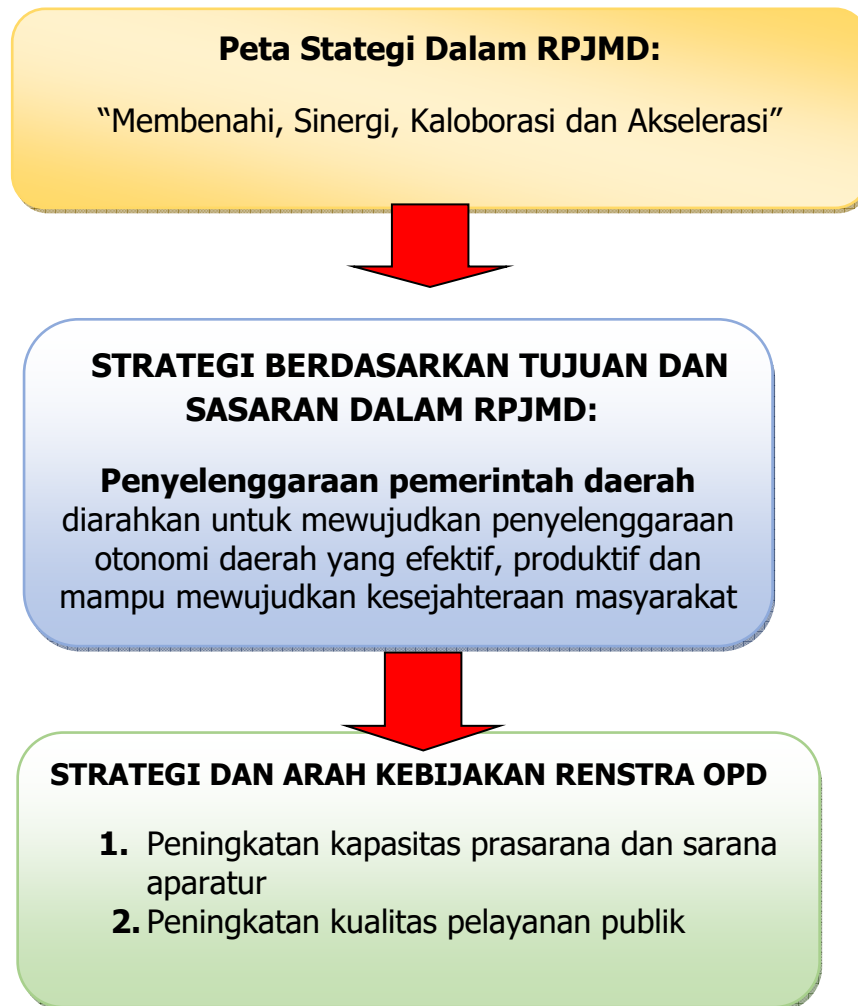 Peta Stategi Dalam RPJMD:
“Membenahi, Sinergi, Kaloborasi dan Akselerasi”
STRATEGI BERDASARKAN TUJUAN DAN
SASARAN DALAM RPJMD:
Penyelenggaraan pemerintah daerah
diarahkan untuk mewujudkan penyelenggaraan
otonomi daerah yang efektif, produktif dan
mampu mewujudkan kesejahteraan masyarakat
STRATEGI DAN ARAH KEBIJAKAN RENSTRA OPD
1. Peningkatan kapasitas prasarana dan sarana
aparatur
2. Peningkatan kualitas pelayanan publik